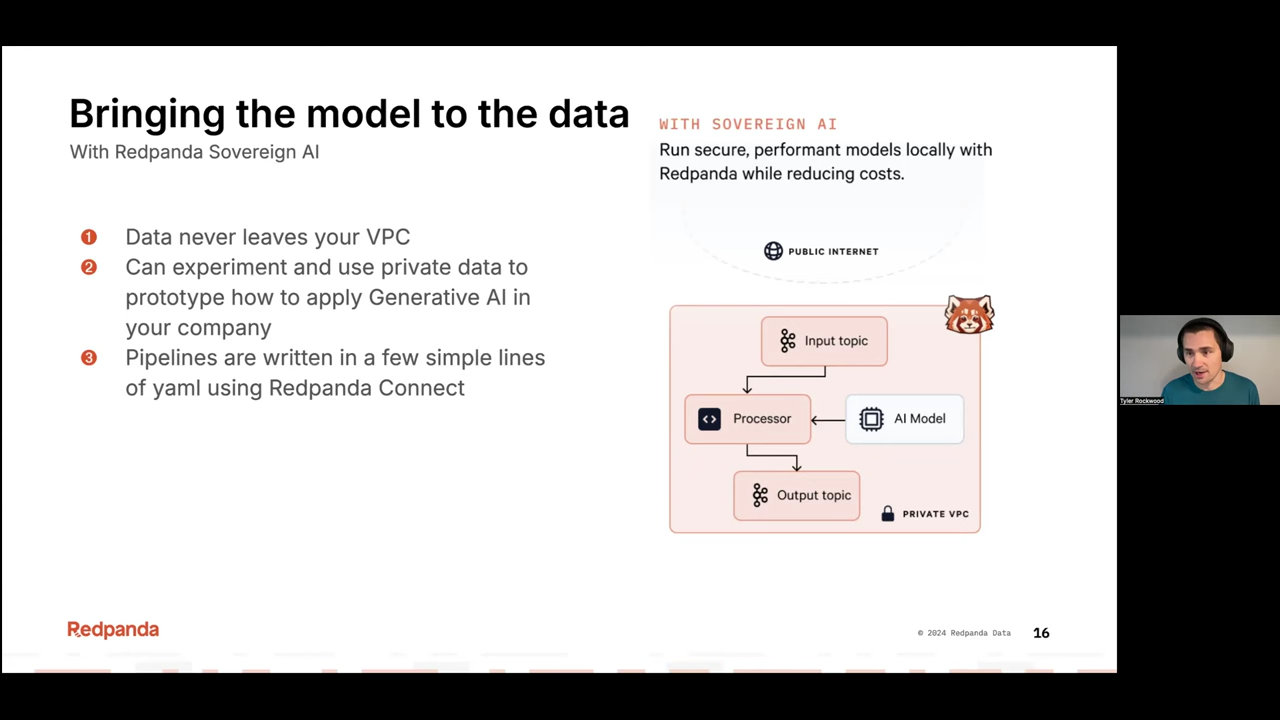 Bringing the model to the data
With Redpanda Sovereign AI
1 Data never leaves your VPC
2 Can experiment and use private data to
prototype how to apply Generative AI in
your company
3 Pipelines are written in a few simple lines
of yaml using Redpanda Connect
WITH SOVEREIGN AI
Run secure, performant models locally with
Redpanda while reducing costs.
PUBLIC INTERNET
Input topic
Processor
AI Model
Output topic
PRIVATE VPC
Redpanda
© 2024 Redpanda Data
16
Tyler Rockwood